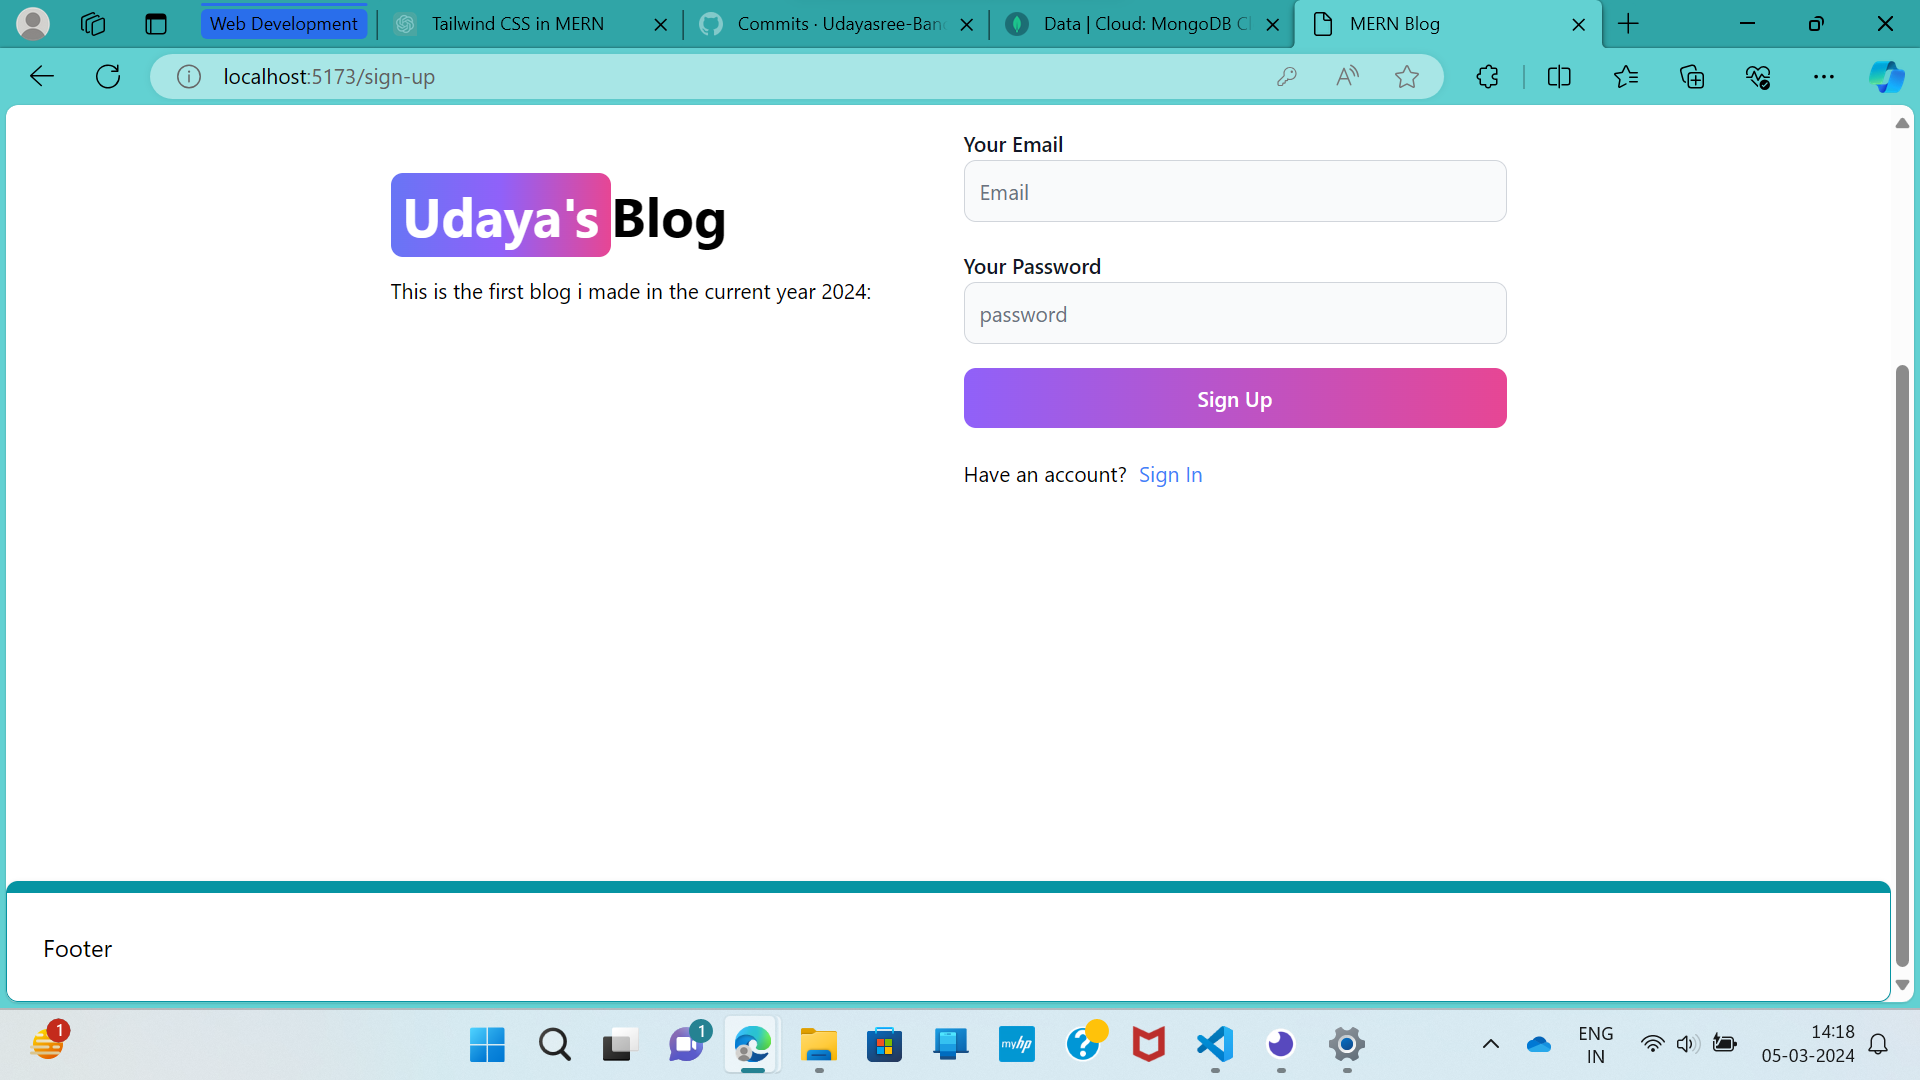 Web Development
Tailwind CSS in MERN
Commits · Udayasree-Ban
Data | Cloud: MongoDB Cl
MERN Blog
localhost:5173/sign-up
Your Email
Email
Udaya's Blog
This is the first blog i made in the current year 2024:
Your Password
password
Sign Up
Have an account? Sign In
Footer
1
1
myhp
ENG
IN
14:18
05-03-2024